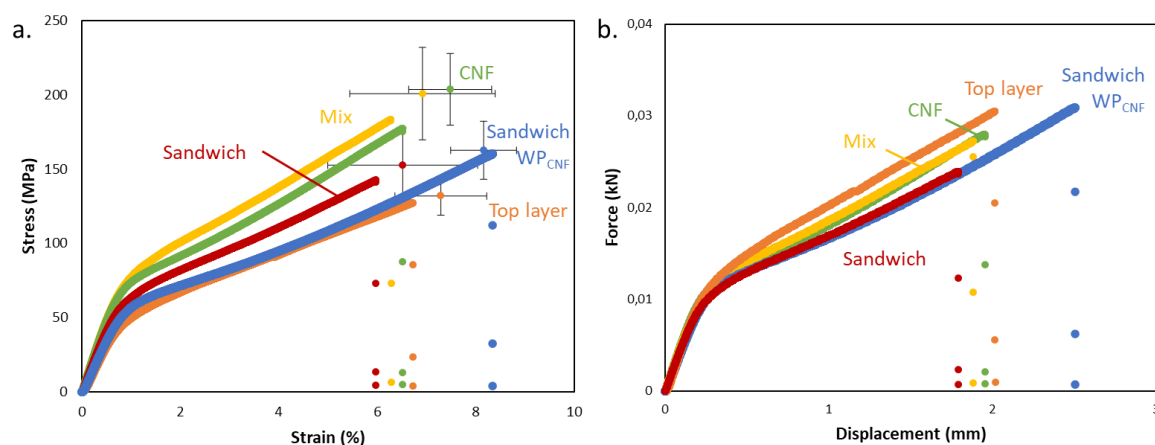 a.
250
200
150
100
50
0
Stress (MPa)
0
2
4
6
8
10
Strain (%)
CNF
Mix
Sandwich
Sandwich
WPCNF
Top layer
b.
0,04
0,03
0,02
0,01
0
Force (kN)
0
1
2
3
Displacement (mm)
Sandwich
WPCNF
Top layer
CNF
Mix
Sandwich